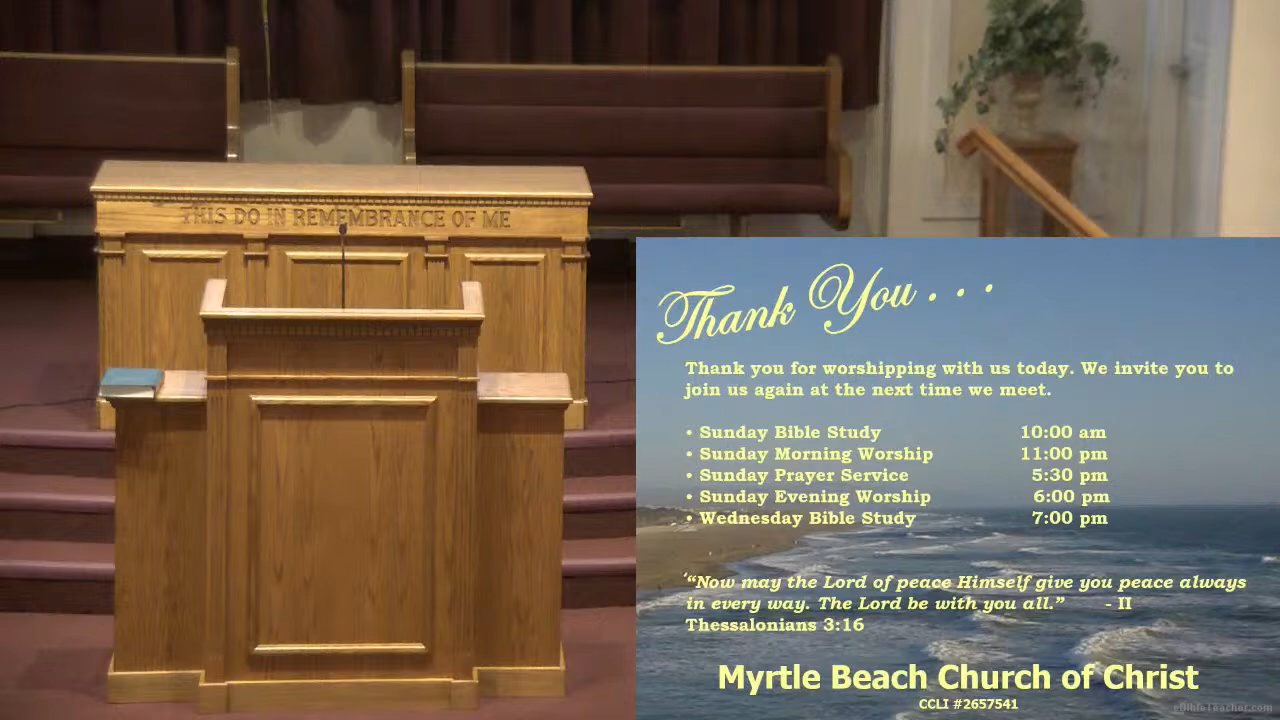 THIS DO IN REMEMBRANCE OF ME
Thank You . . .
Thank you for worshipping with us today. We invite you to
join us again at the next time we meet.
• Sunday Bible Study 10:00 am
• Sunday Morning Worship 11:00 pm
• Sunday Prayer Service 5:30 pm
• Sunday Evening Worship 6:00 pm
• Wednesday Bible Study 7:00 pm
‘“Now may the Lord of peace Himself give you peace always
in every way. The Lord be with you all.” - II
Thessalonians 3:16
Myrtle Beach Church of Christ
CCLI #2657541
eBibleTeacher.com